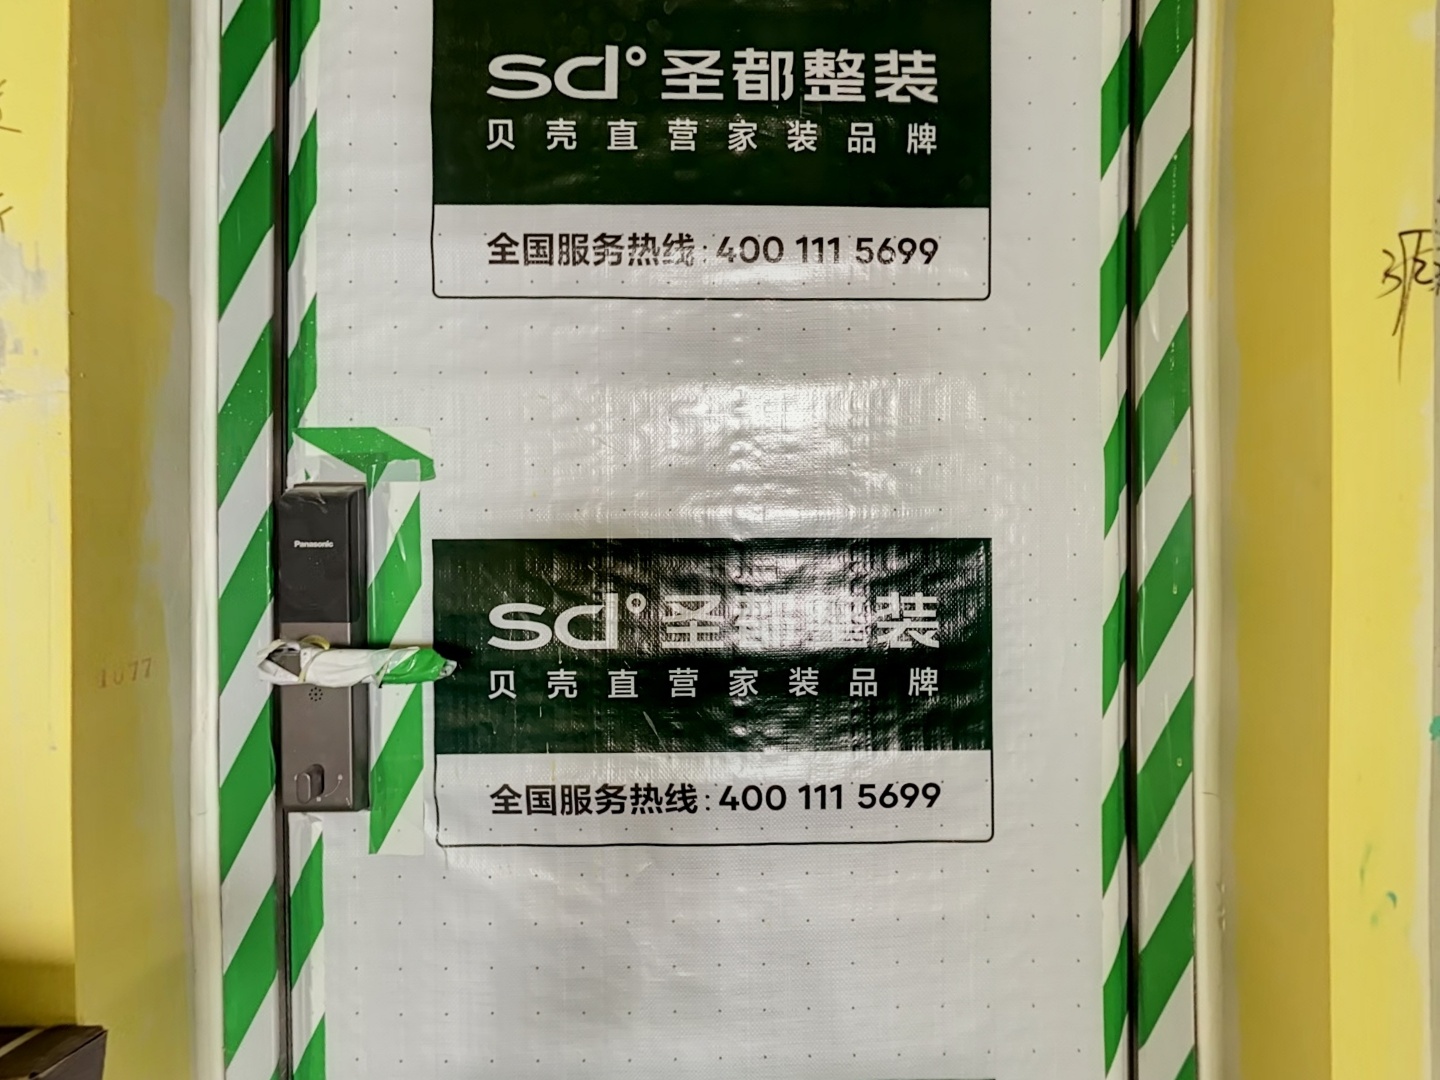 sd° 圣都整装
贝壳直营家装品牌
全国服务热线:400 111 5699
Panasonic
sd° 圣都整装
贝壳直营家装品牌
全国服务热线:400 111 5699
1077